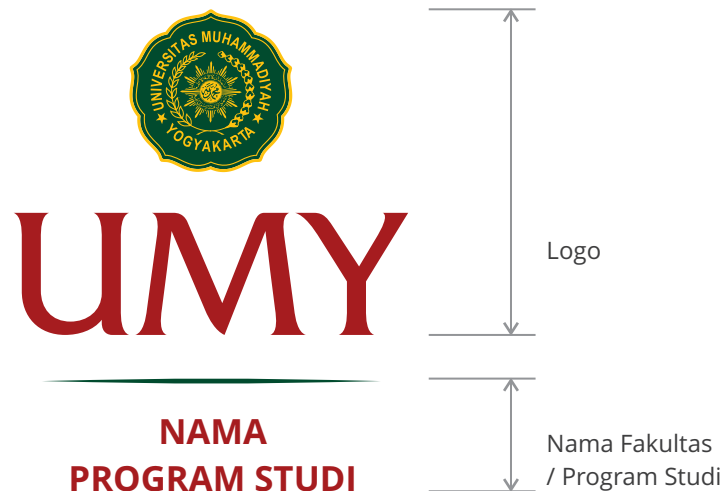 UNIVERSITAS MUHAMMADIYAH
YOGYAKARTA
UMY
Logo
NAMA
PROGRAM STUDI
Nama Fakultas
/ Program Studi